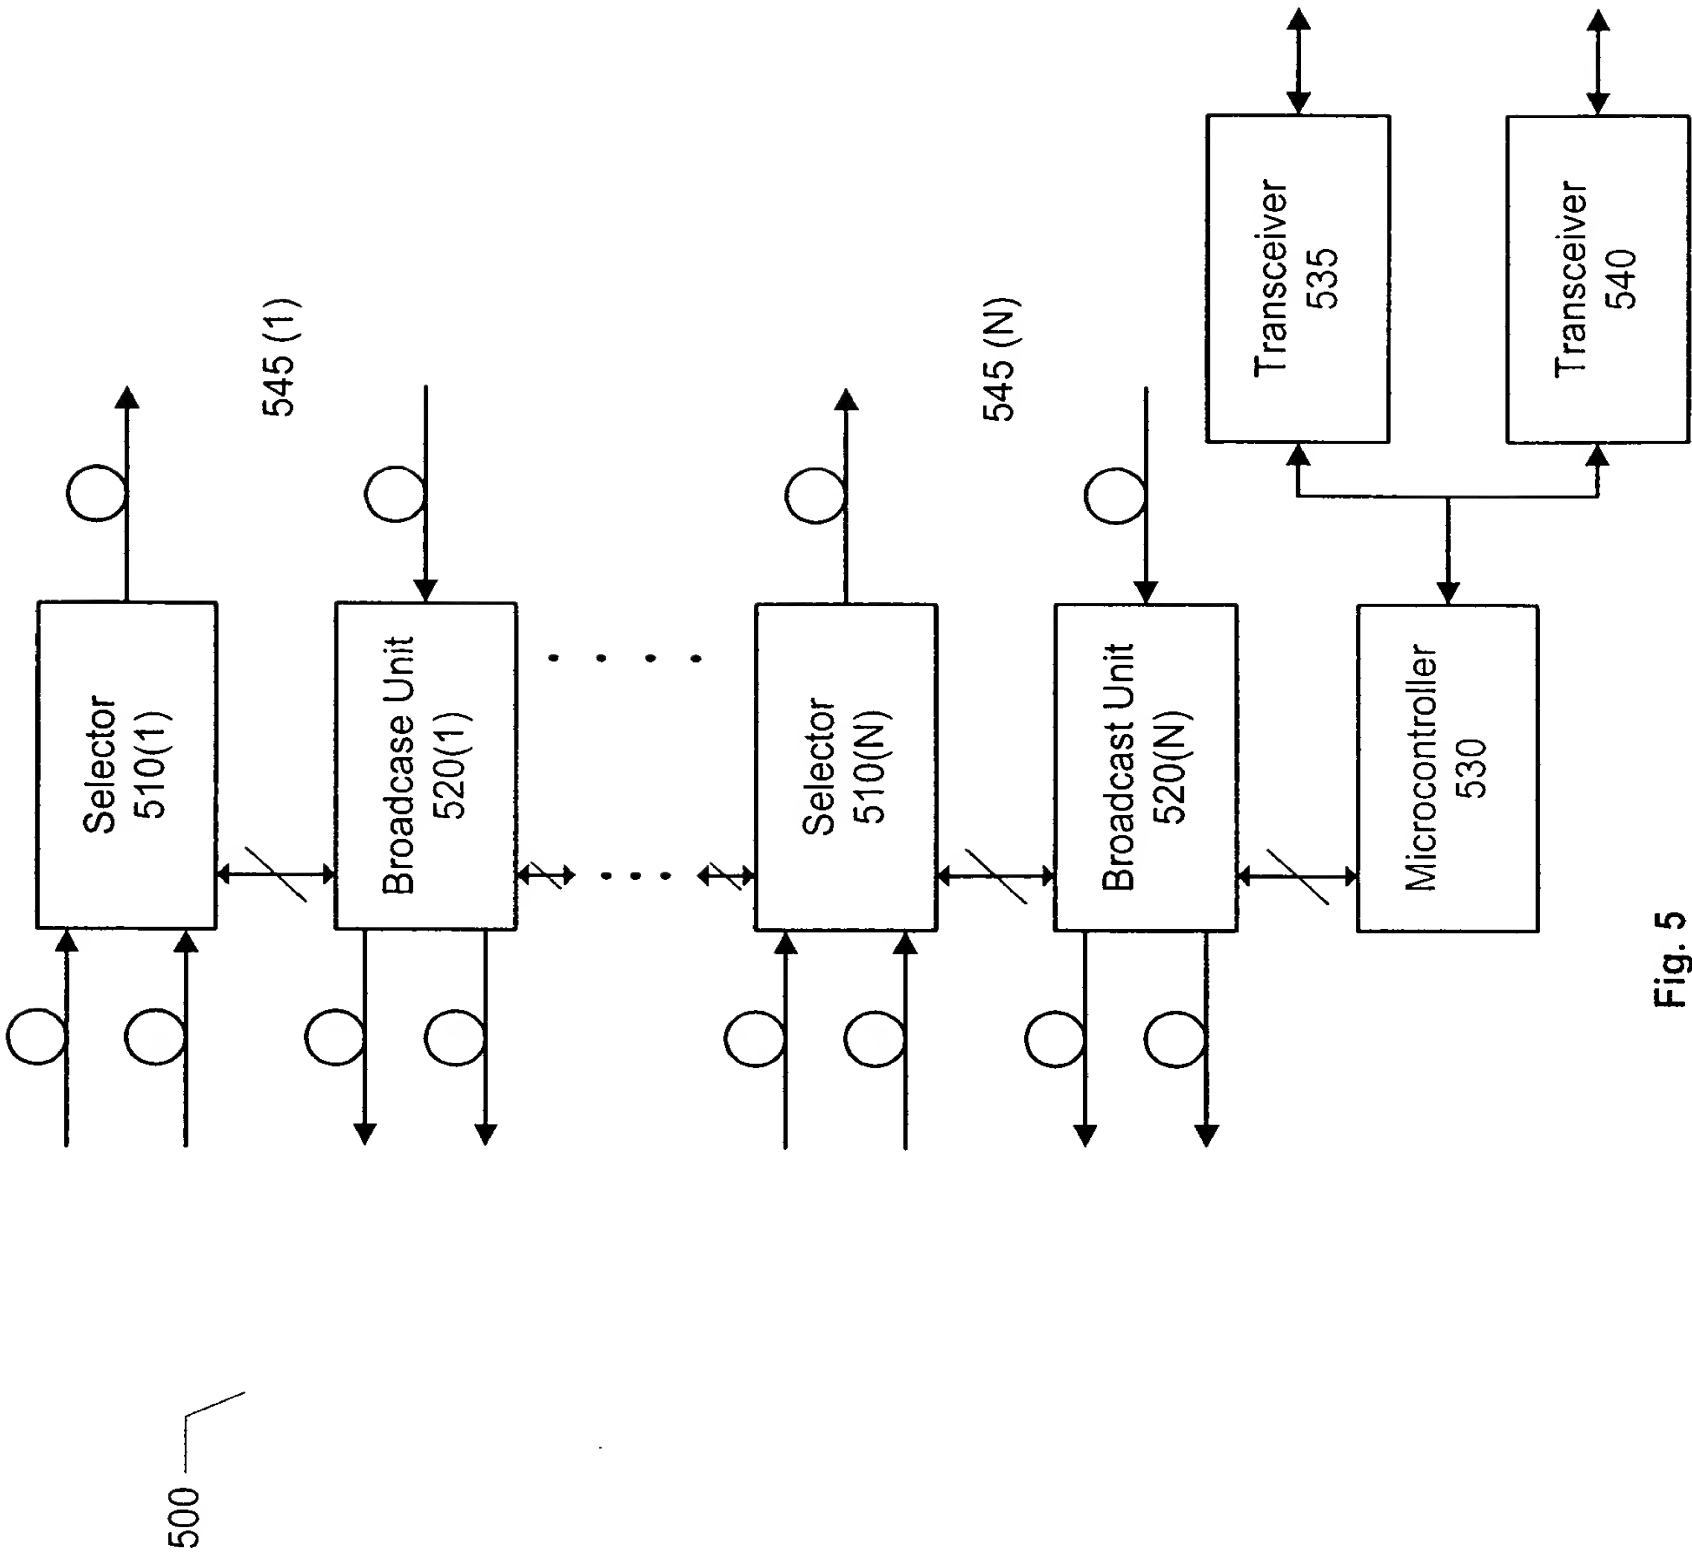 500
Selector
510(1)
545 (1)
Broadcase Unit
520(1)
Selector
510(N)
545 (N)
Broadcast Unit
520(N)
Microcontroller
530
Transceiver
535
Transceiver
540
Fig. 5